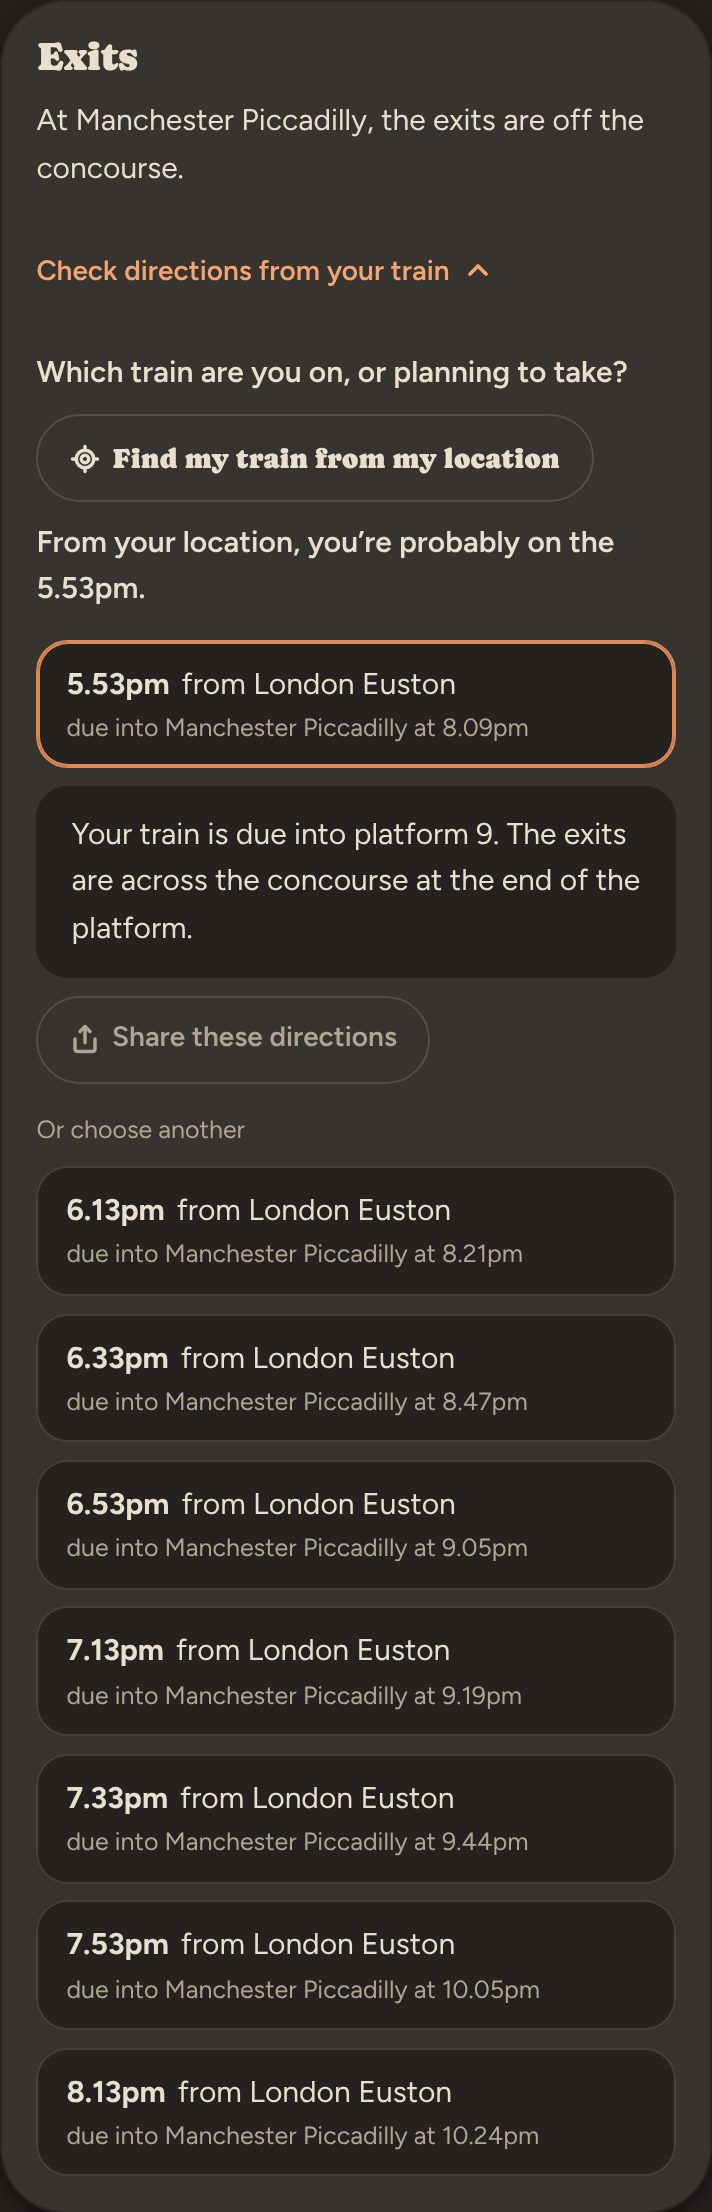 Exits
At Manchester Piccadilly, the exits are off the
concourse.
Check directions from your train
Which train are you on, or planning to take?
Find my train from my location
From your location, you’re probably on the
5.53pm.
5.53pm from London Euston
due into Manchester Piccadilly at 8.09pm
Your train is due into platform 9. The exits
are across the concourse at the end of the
platform.
Share these directions
Or choose another
6.13pm from London Euston
due into Manchester Piccadilly at 8.21pm
6.33pm from London Euston
due into Manchester Piccadilly at 8.47pm
6.53pm from London Euston
due into Manchester Piccadilly at 9.05pm
7.13pm from London Euston
due into Manchester Piccadilly at 9.19pm
7.33pm from London Euston
due into Manchester Piccadilly at 9.44pm
7.53pm from London Euston
due into Manchester Piccadilly at 10.05pm
8.13pm from London Euston
due into Manchester Piccadilly at 10.24pm